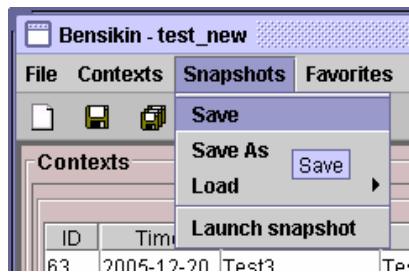 Bensikin - test_new
File Contexts Snapshots Favorites
Save
Save As
Save
Load
Contexts
Launch snapshot
ID
63 2005-12-20 Test3